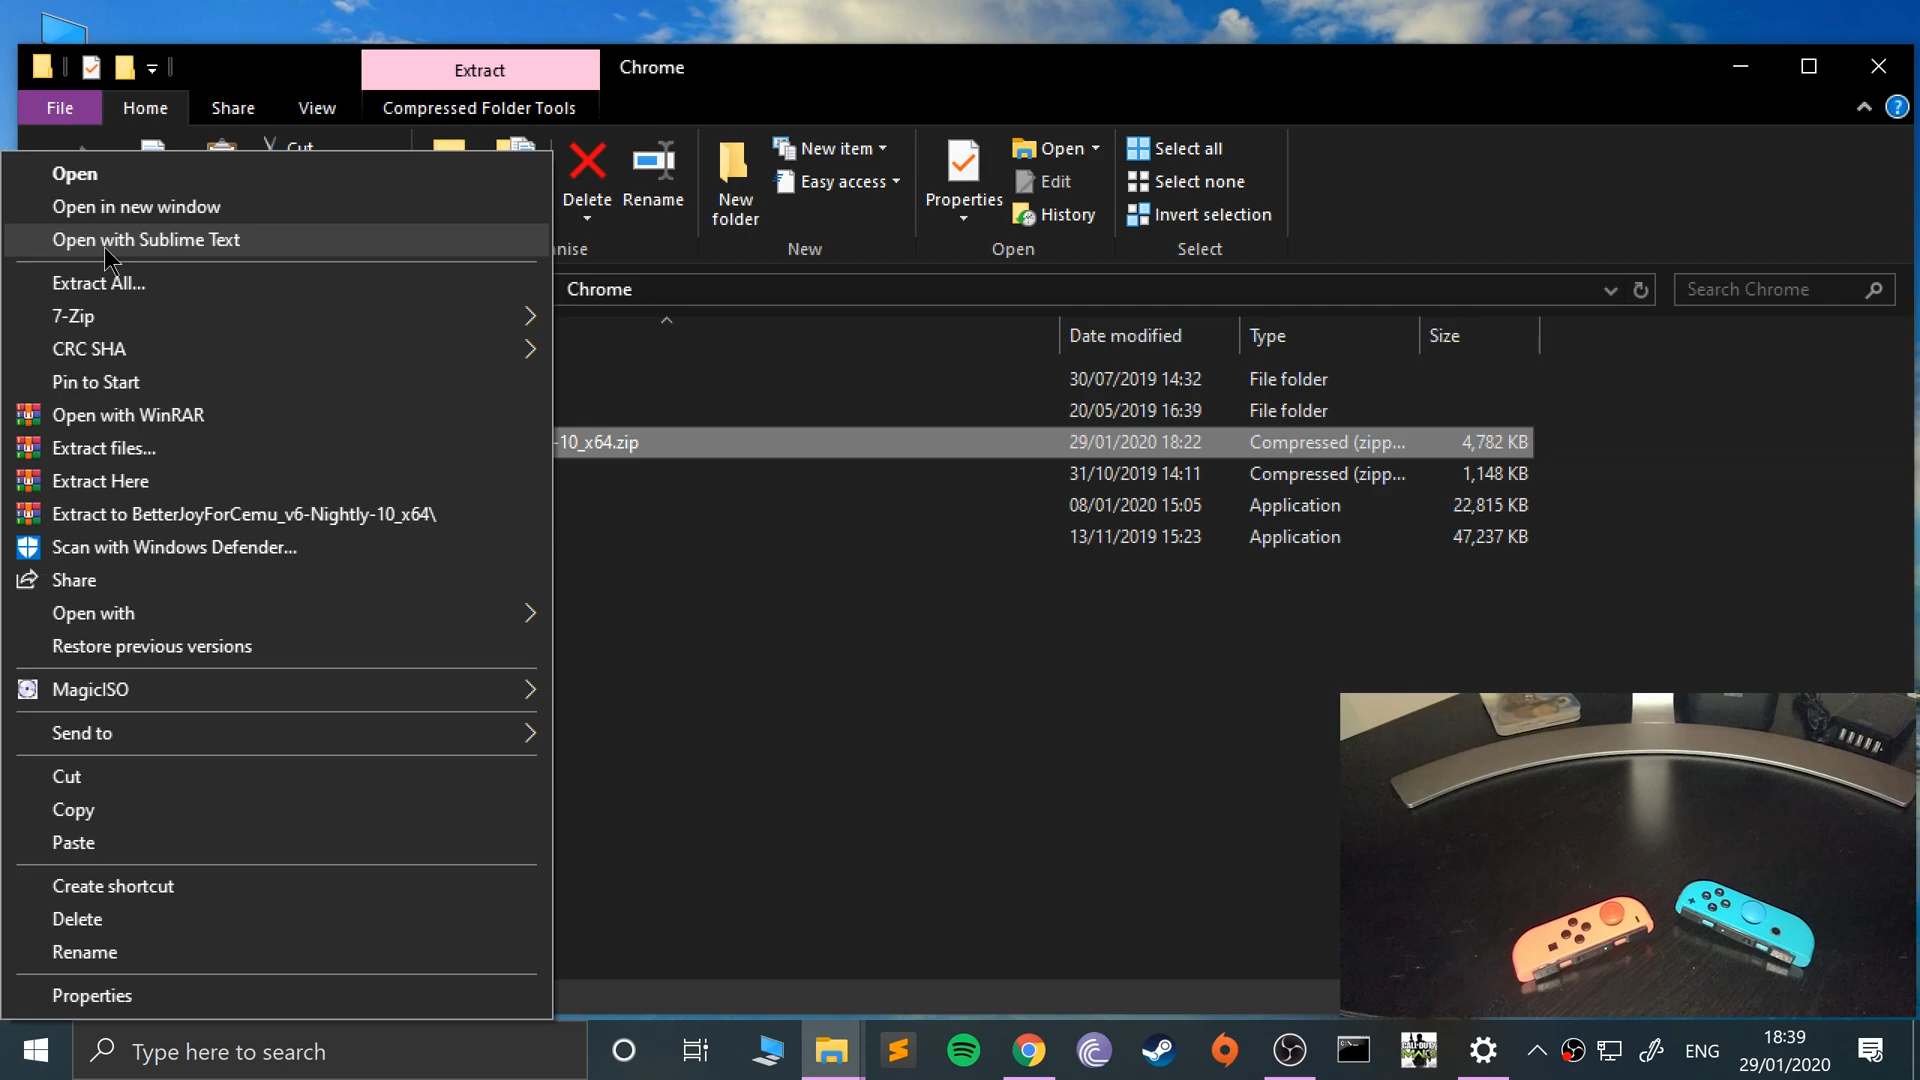 Extract
Chrome
File
Home
Share
View
Compressed Folder Tools
Cut
Delete
Rename
New
folder
New item
Easy access
Properties
Open
Edit
History
Select all
Select none
Invert selection
nise
New
Open
Select
Chrome
Search Chrome
Date modified
Type
Size
30/07/2019 14:32
File folder
20/05/2019 16:39
File folder
-10_x64.zip
29/01/2020 18:22
Compressed (zipp...
4,782 KB
31/10/2019 14:11
Compressed (zipp...
1,148 KB
08/01/2020 15:05
Application
22,815 KB
13/11/2019 15:23
Application
47,237 KB
Open
Open in new window
Open with Sublime Text
Extract All...
7-Zip
CRC SHA
Pin to Start
Open with WinRAR
Extract files...
Extract Here
Extract to BetterJoyForCemu_v6-Nightly-10_x64\
Scan with Windows Defender...
Share
Open with
Restore previous versions
MagicISO
Send to
Cut
Copy
Paste
Create shortcut
Delete
Rename
Properties
Type here to search
ENG
18:39
29/01/2020